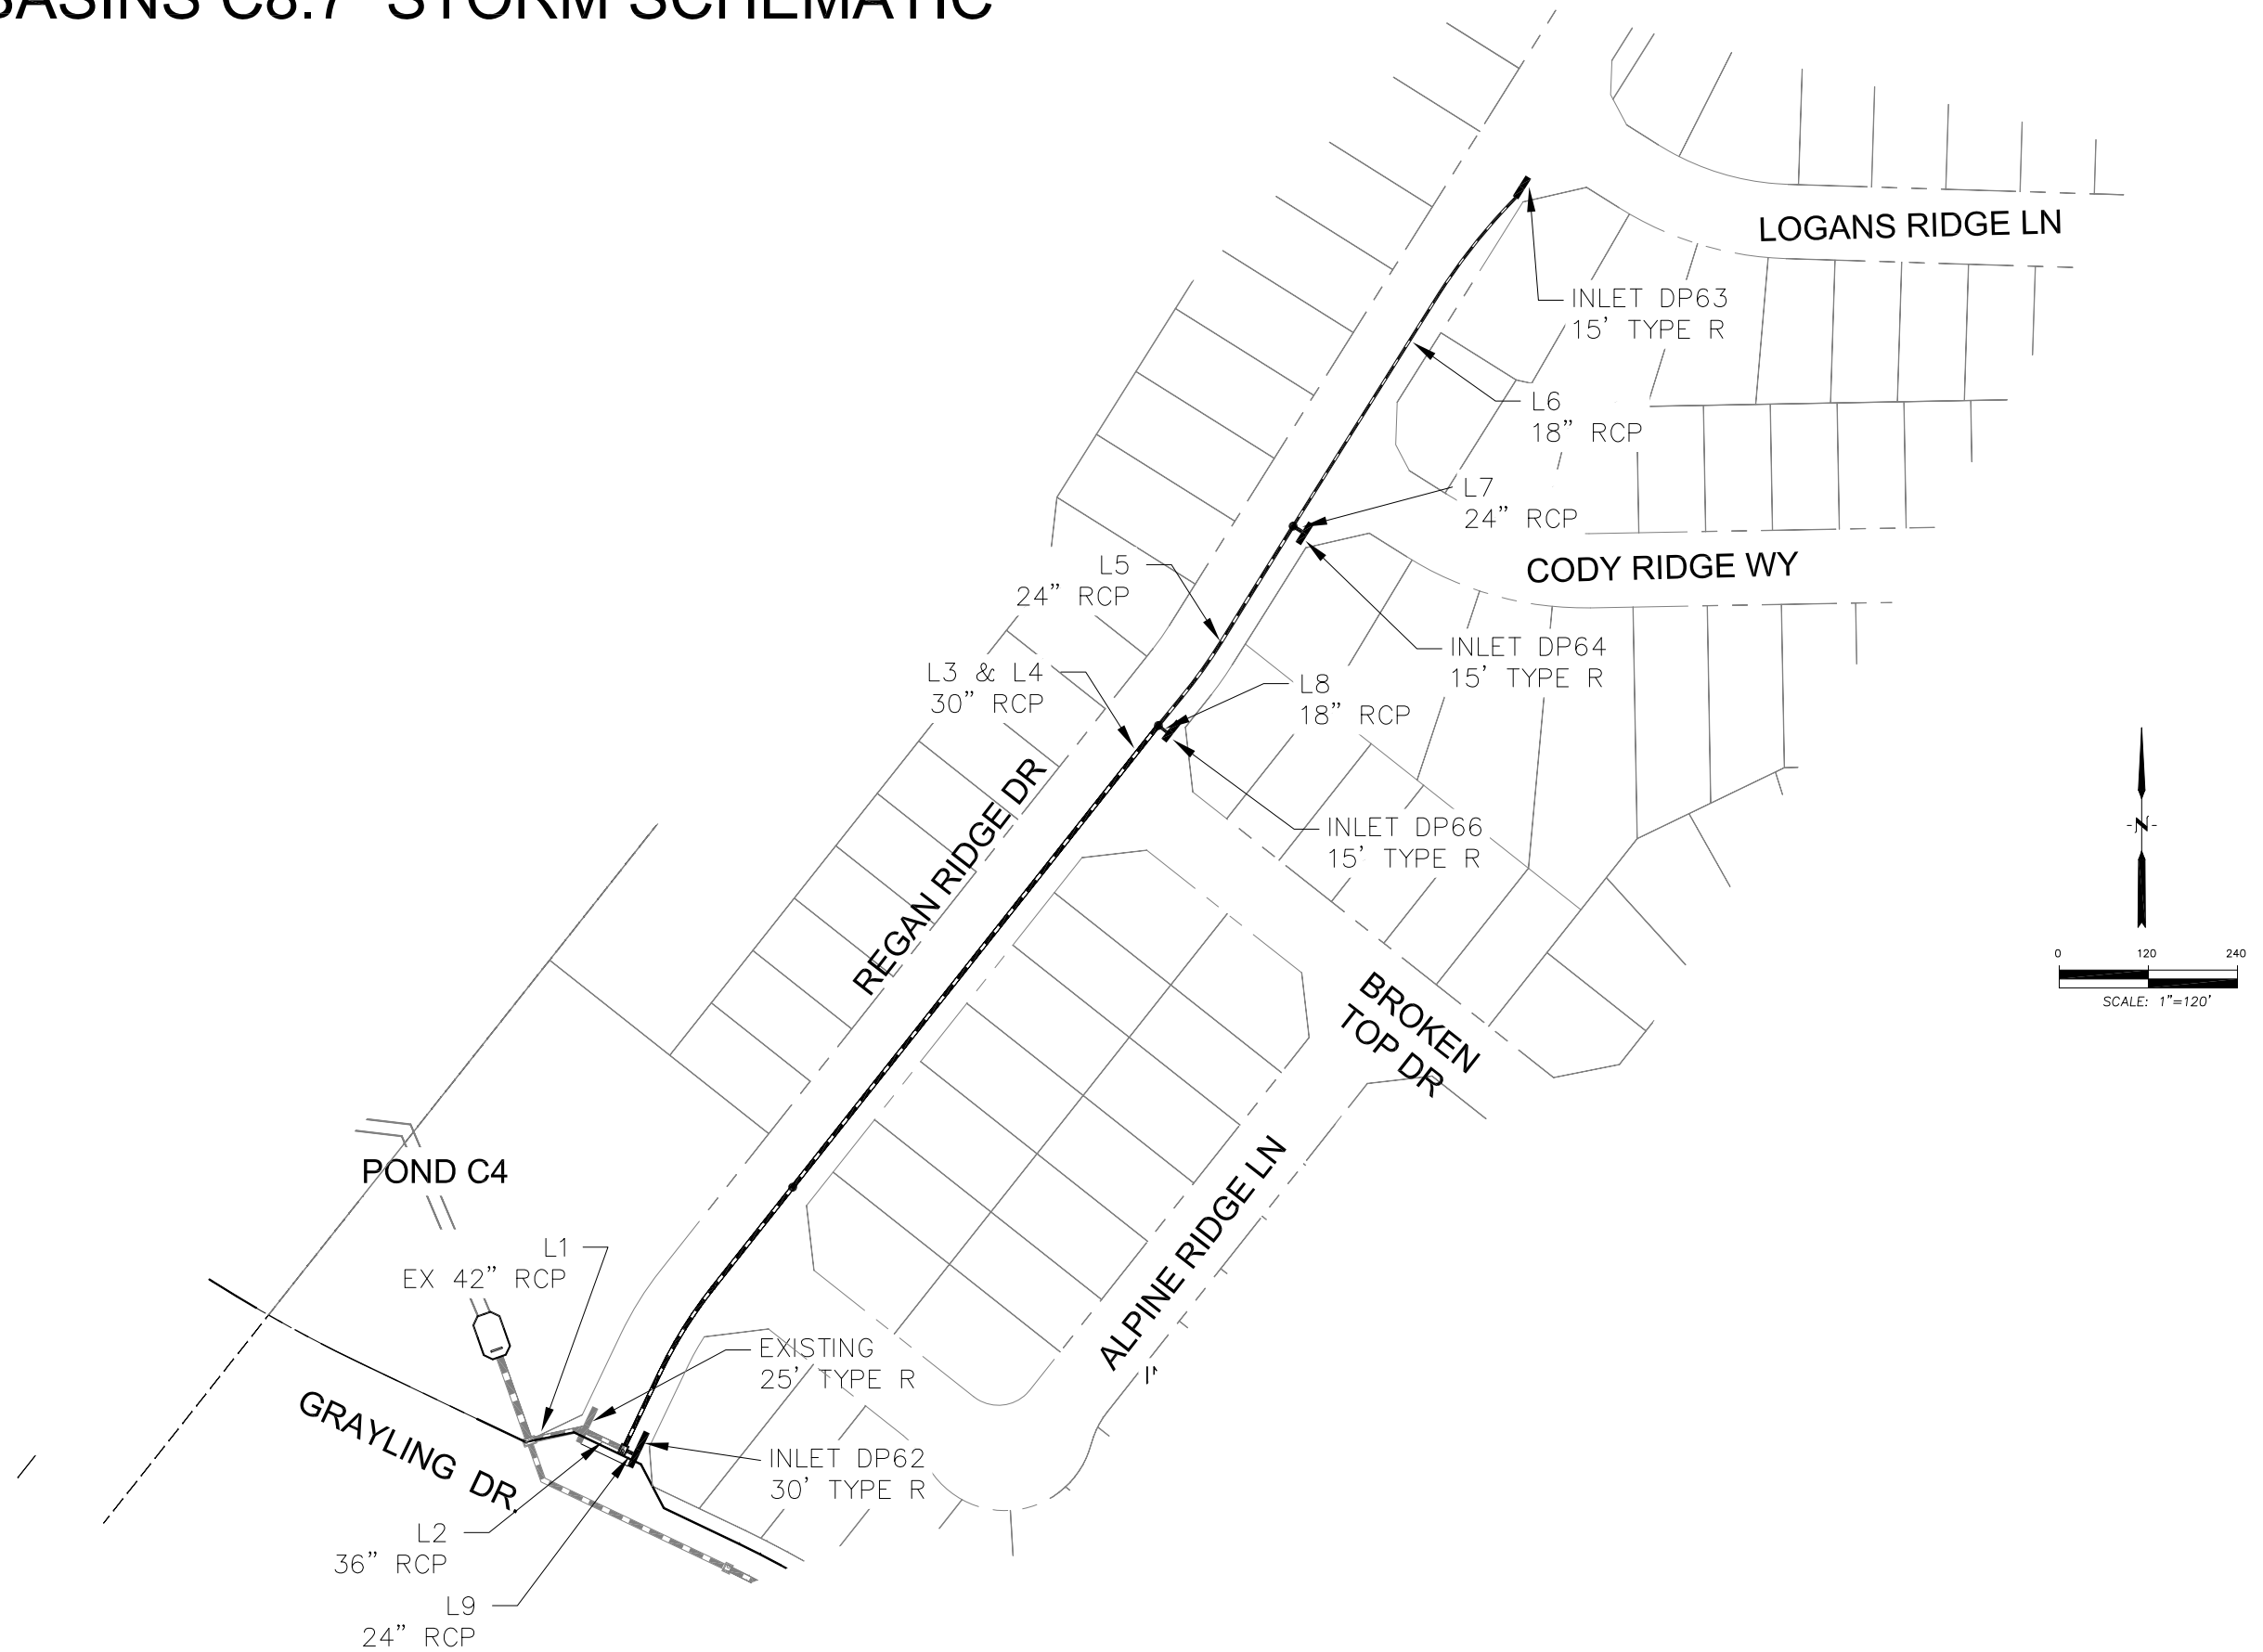 BASINS C8.7 STORM SCHEMATIC
LOGANS RIDGE LN
INLET DP63
15' TYPE R
L6
18" RCP
L7
24" RCP
CODY RIDGE WY
L5
24" RCP
INLET DP64
15' TYPE R
L3 & L4
30" RCP
L8
18" RCP
REGAN RIDGE DR
INLET DP66
15' TYPE R
-N-
0 120 240
SCALE: 1"=120'
BROKEN
TOP DR
ALPINE RIDGE LN
POND C4
L1
EX 42" RCP
EXISTING
25' TYPE R
GRAYLING DR.
INLET DP62
30' TYPE R
L2
36" RCP
L9
24" RCP